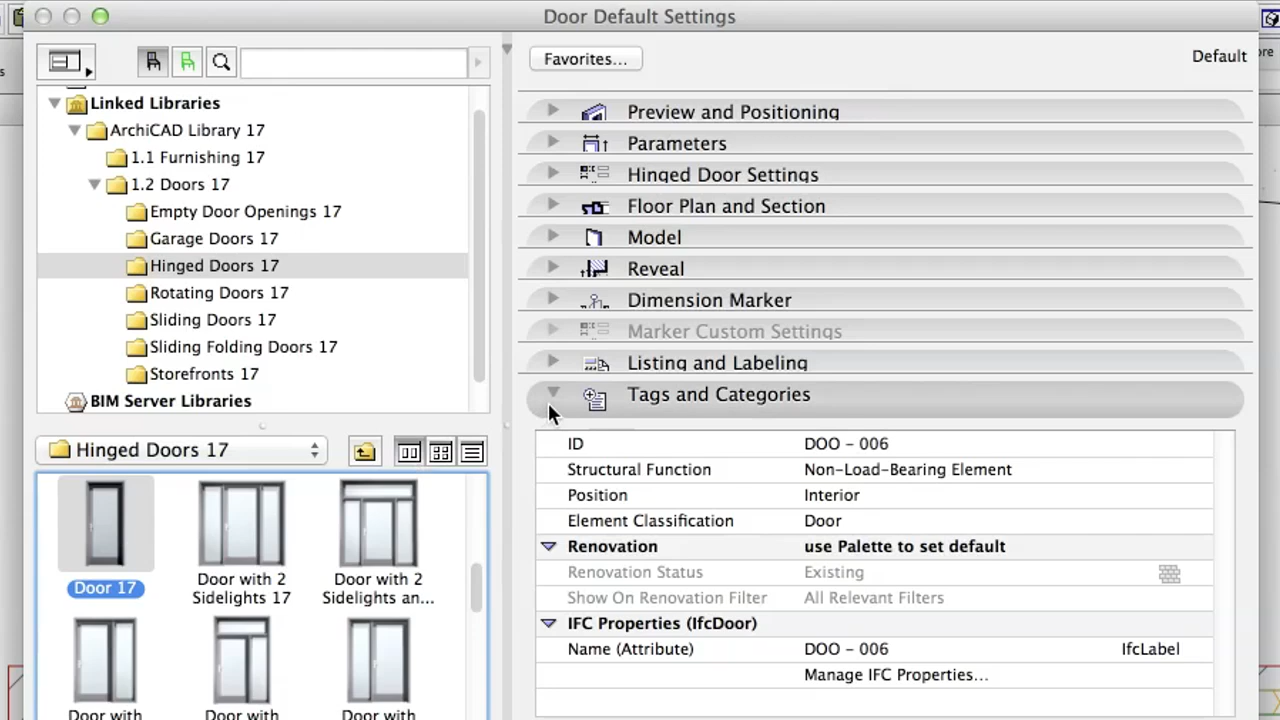 Door Default Settings
Favorites...
Default
Linked Libraries
ArchiCAD Library 17
1.1 Furnishing 17
1.2 Doors 17
Empty Door Openings 17
Garage Doors 17
Hinged Doors 17
Rotating Doors 17
Sliding Doors 17
Sliding Folding Doors 17
Storefronts 17
BIM Server Libraries
Hinged Doors 17
Door 17
Door with 2
Sidelights 17
Door with 2
Sidelights an...
Door with
Door with
Door with
Preview and Positioning
Parameters
Hinged Door Settings
Floor Plan and Section
Model
Reveal
Dimension Marker
Marker Custom Settings
Listing and Labeling
Tags and Categories
ID DOO - 006
Structural Function Non-Load-Bearing Element
Position Interior
Element Classification Door
Renovation use Palette to set default
Renovation Status Existing
Show On Renovation Filter All Relevant Filters
IFC Properties (IfcDoor)
Name (Attribute) DOO - 006 IfcLabel
Manage IFC Properties...